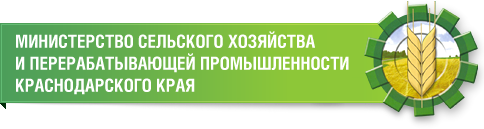 МИНИСТЕРСТВО СЕЛЬСКОГО ХОЗЯЙСТВА
И ПЕРЕРАБАТЫВАЮЩЕЙ ПРОМЫШЛЕННОСТИ
КРАСНОДАРСКОГО КРАЯ